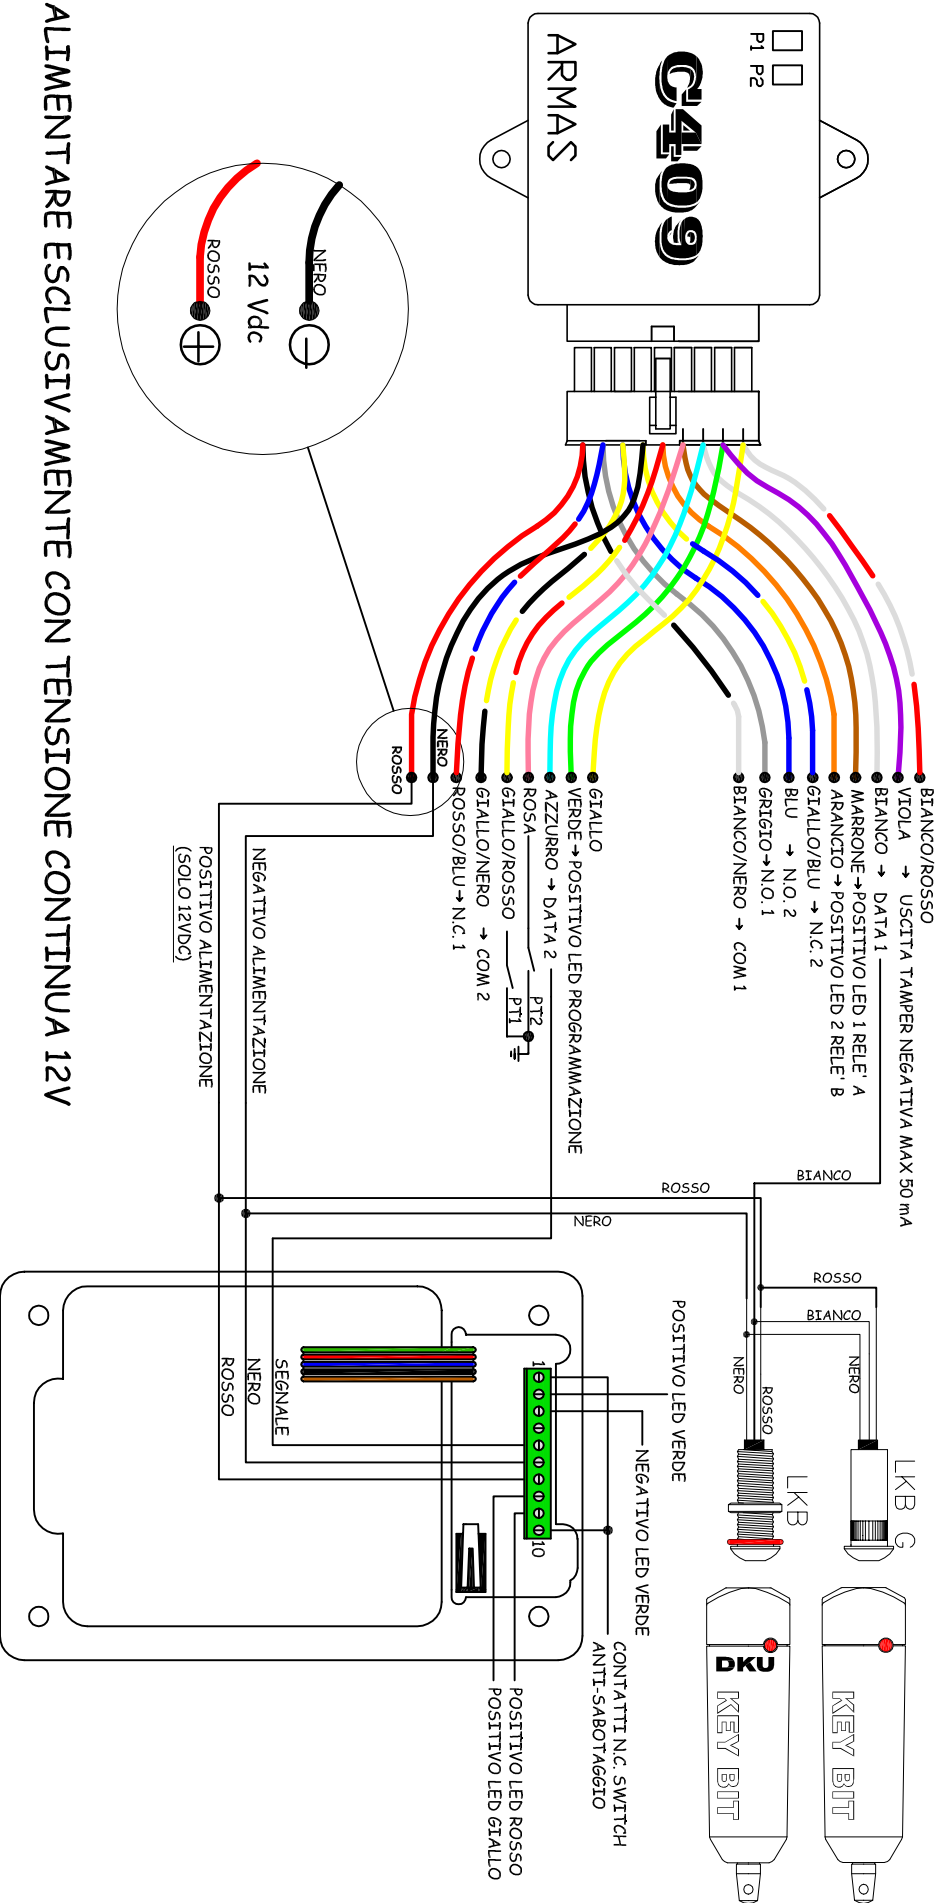 P1
P2
C409
ARMAS
ROSSO
12 Vdc
NERO
ALIMENTARE ESCLUSIVAMENTE CON TENSIONE CONTINUA 12V
BIANCO/ROSSO
VIOLA → USCITA TAMPER NEGATIVA MAX 50 mA
BIANCO → DATA 1
MARRONE→POSITIVO LED 1 RELE' A
ARANCIO→POSITIVO LED 2 RELE' B
GIALLO/BLU → N.C. 2
BLU → N.O. 2
GRIGIO→N.O. 1
BIANCO/NERO → COM 1
GIALLO
VERDE→POSITIVO LED PROGRAMMAZIONE
AZZURRO → DATA 2
ROSA
GIALLO/ROSSO
GIALLO/NERO → COM 2
ROSSO/BLU→N.C. 1
NERO
ROSSO
PT2
PT1
NEGATIVO ALIMENTAZIONE
POSITIVO ALIMENTAZIONE
(SOLO 12VDC)
BIANCO
ROSSO
NERO
ROSSO
BIANCO
NERO
NERO
ROSSO
LKB G
LKB
POSITIVO LED VERDE
NEGATIVO LED VERDE
SEGNALE
NERO
ROSSO
1
10
CONTATTI N.C. SWITCH
ANTI-SABOTAGGIO
POSITIVO LED ROSSO
POSITIVO LED GIALLO
KEY BIT
DKU
KEY BIT